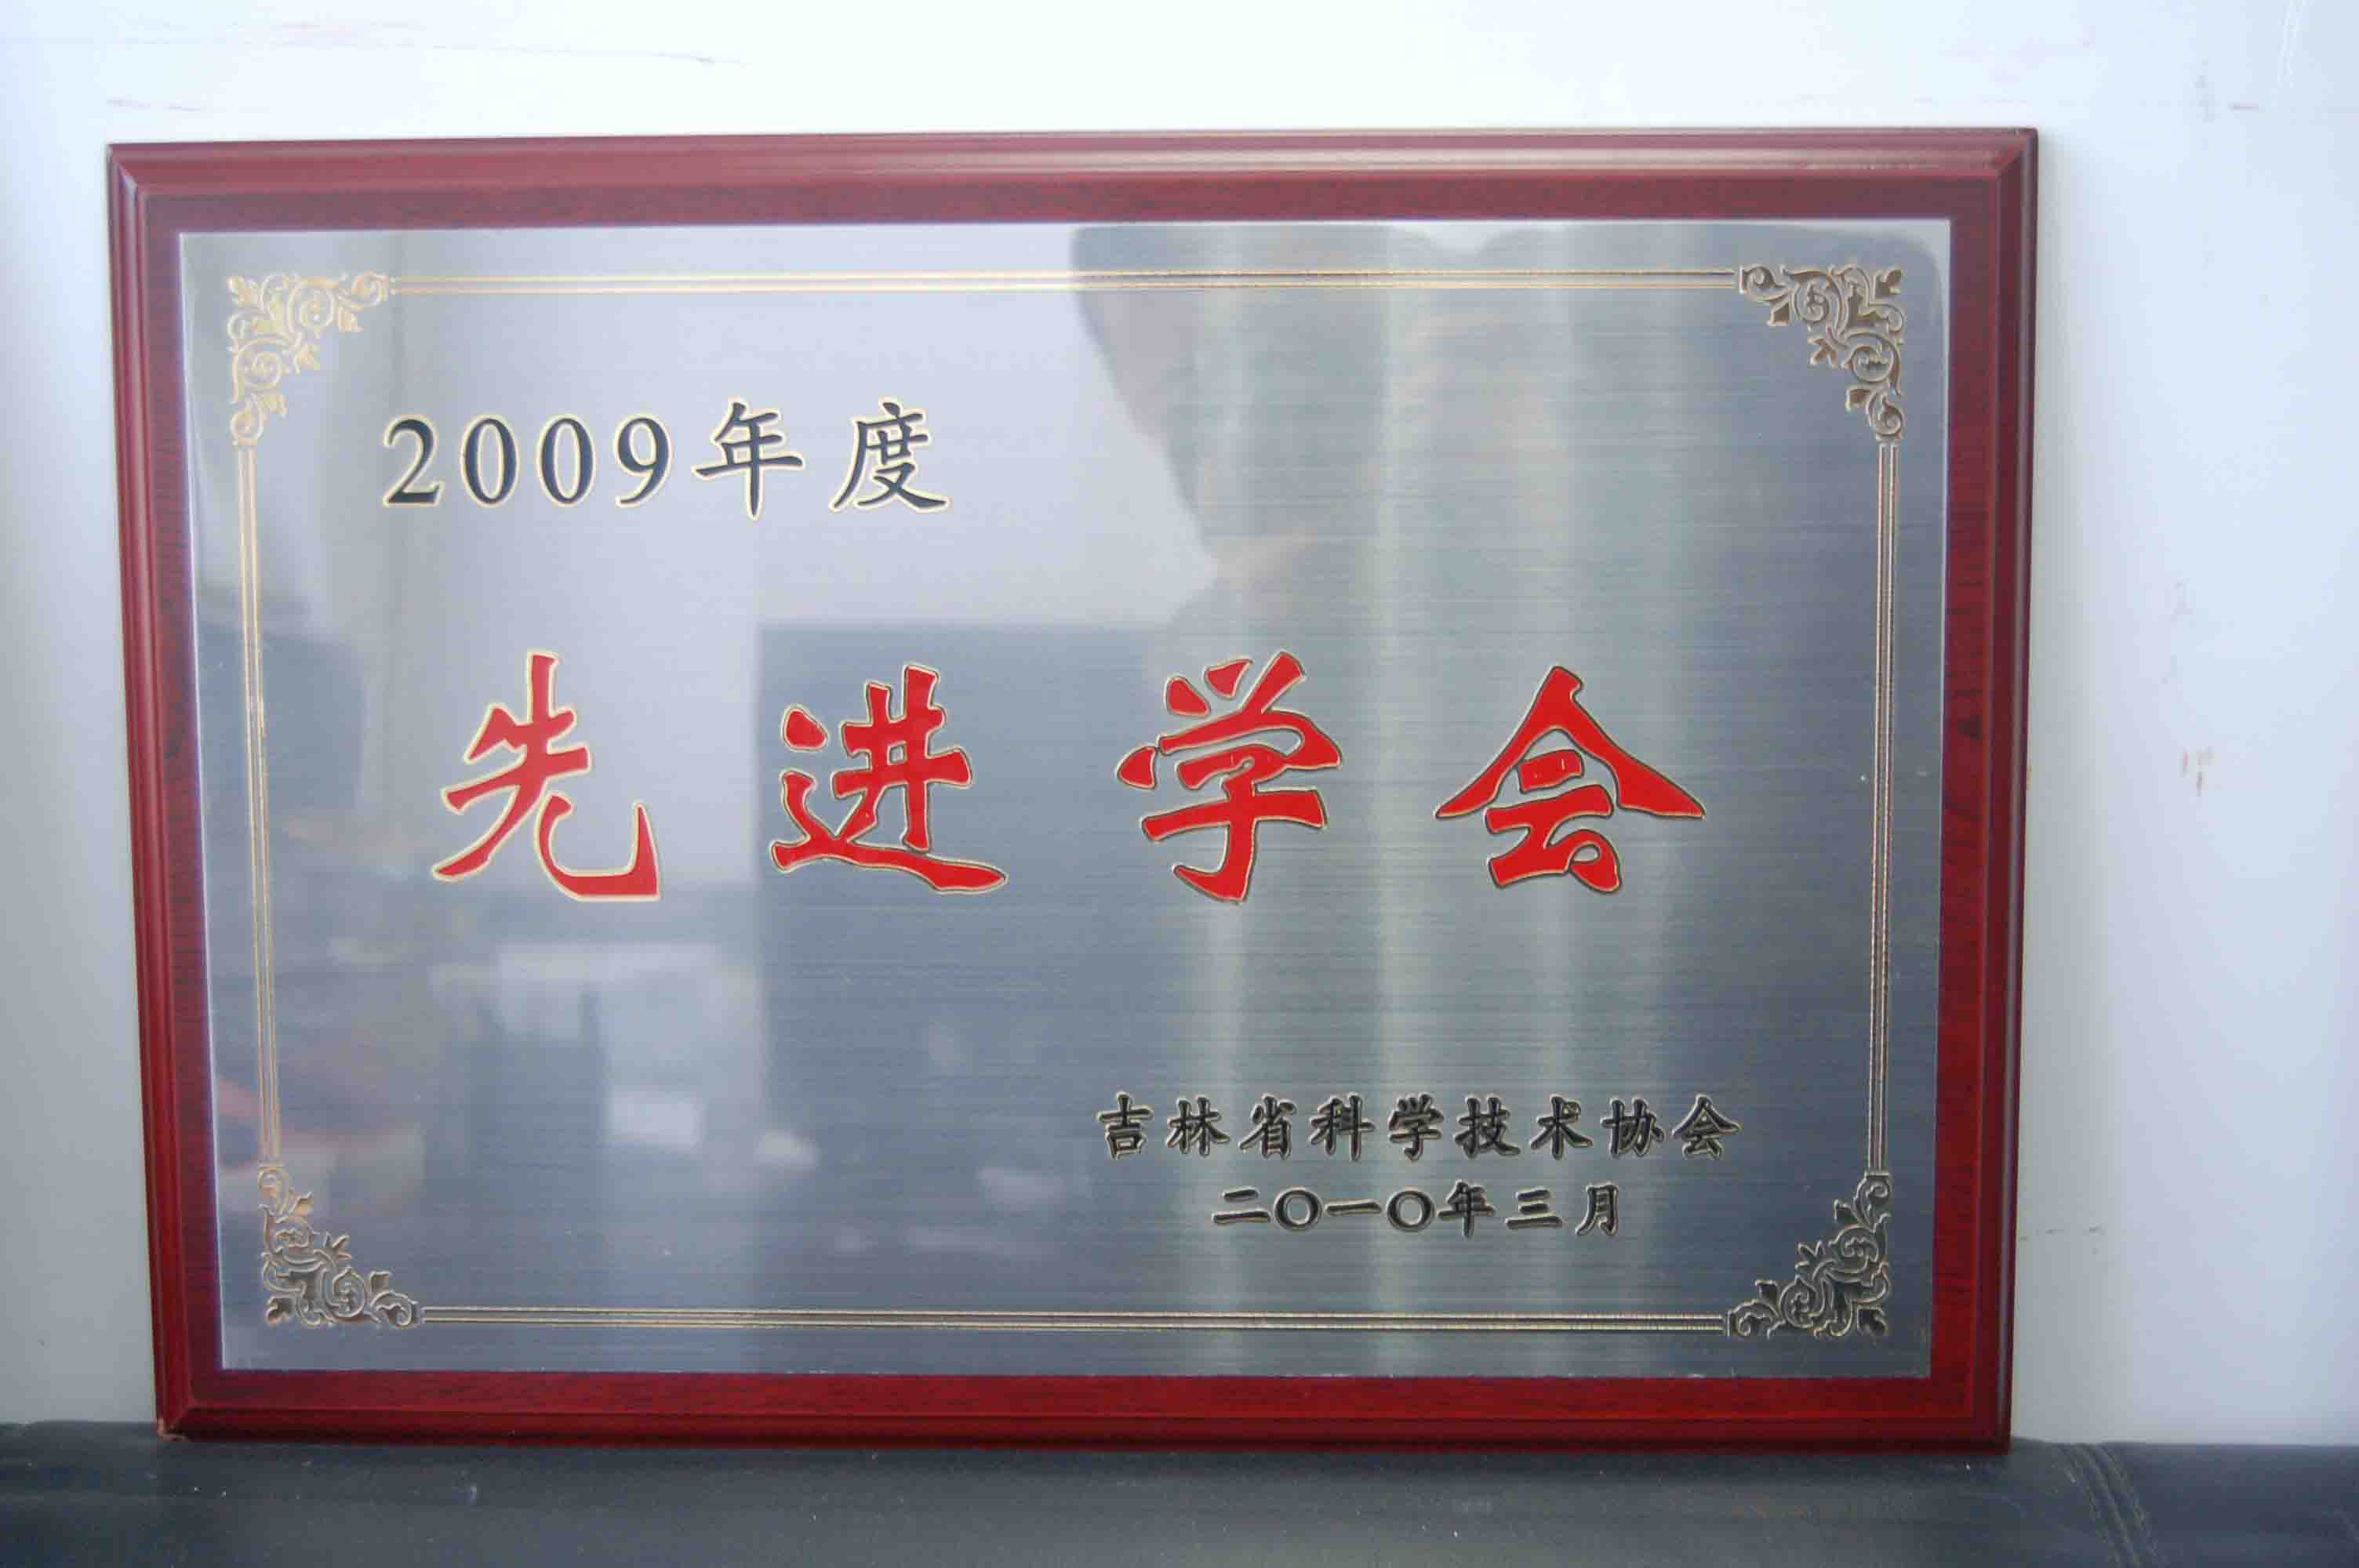 2009年度
先进学会
吉林省科学技术协会
二〇一〇年三月